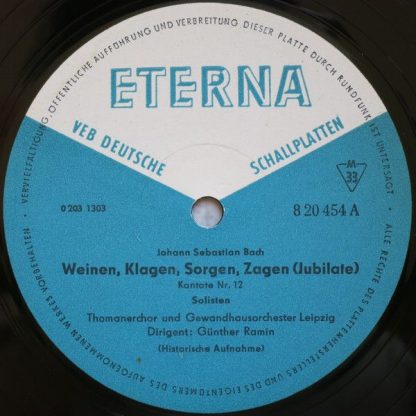 VERVIELFÄLTIGUNG, ÖFFENTLICHE AUFFÜHRUNG UND VERBREITUNG DIESER PLATTE DURCH RUNDFUNK IST UNTERSAGT · ALLE RECHTE DES PLATTENHERSTELLERS UND DES EIGENTÜMERS DES AUFGENOMMENEN WERKES VORBEHALTEN ·
ETERNA
VEB DEUTSCHE SCHALLPLATTEN
M
33
0 203 1303
8 20 454 A
Johann Sebastian Bach
Weinen, Klagen, Sorgen, Zagen (Jubilate)
Kantate Nr. 12
Solisten
Thomanerchor und Gewandhausorchester Leipzig
Dirigent: Günther Ramin
(Historische Aufnahme)